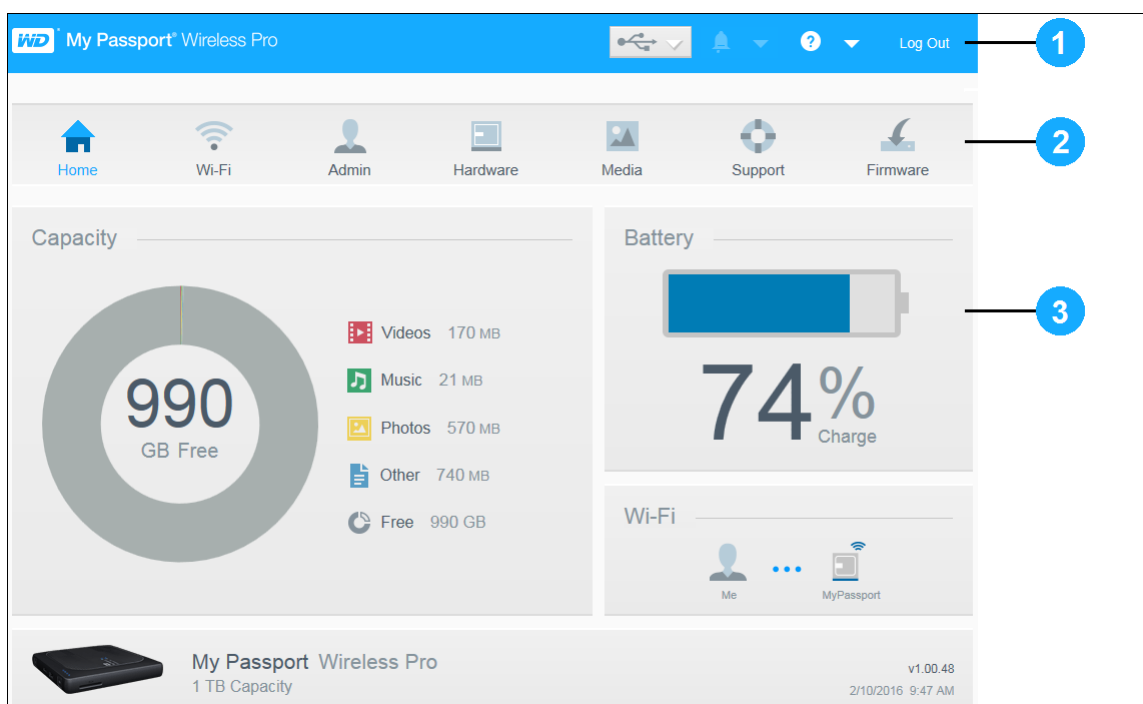 WD My Passport® Wireless Pro
? Log Out
1
Home Wi-Fi Admin Hardware Media Support Firmware
2
Capacity
990
GB Free
Videos 170 MB
Music 21 MB
Photos 570 MB
Other 740 MB
Free 990 GB
Battery
3
74%
Charge
Wi-Fi
Me MyPassport
My Passport Wireless Pro
1 TB Capacity
v1.00.48
2/10/2016 9:47 AM